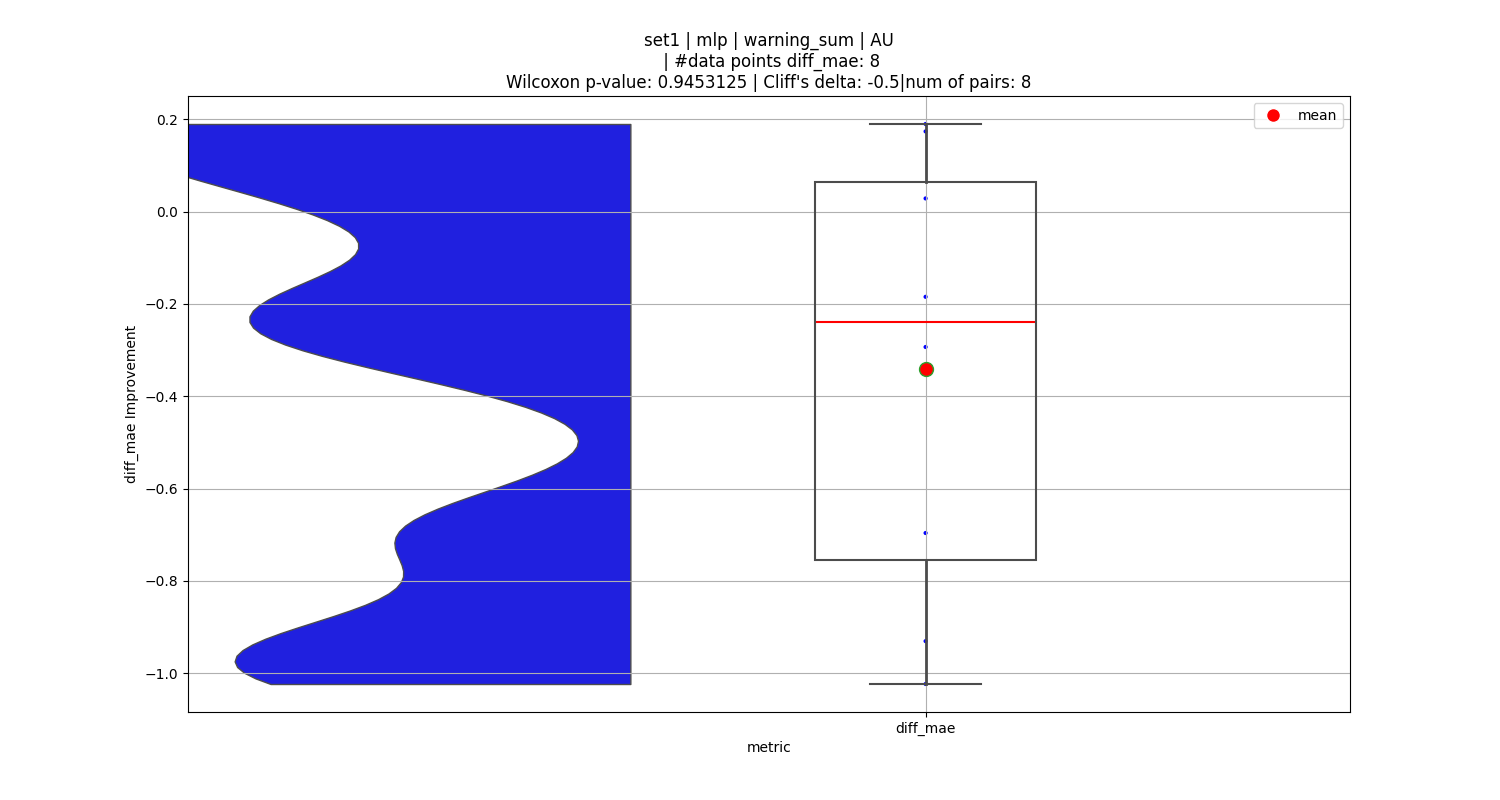 set1 | mlp | warning_sum | AU
| #data points diff_mae: 8
Wilcoxon p-value: 0.9453125 | Cliff's delta: -0.5|num of pairs: 8
mean
0.2
0.0
−0.2
−0.4
−0.6
−0.8
−1.0
diff_mae Improvement
diff_mae
metric